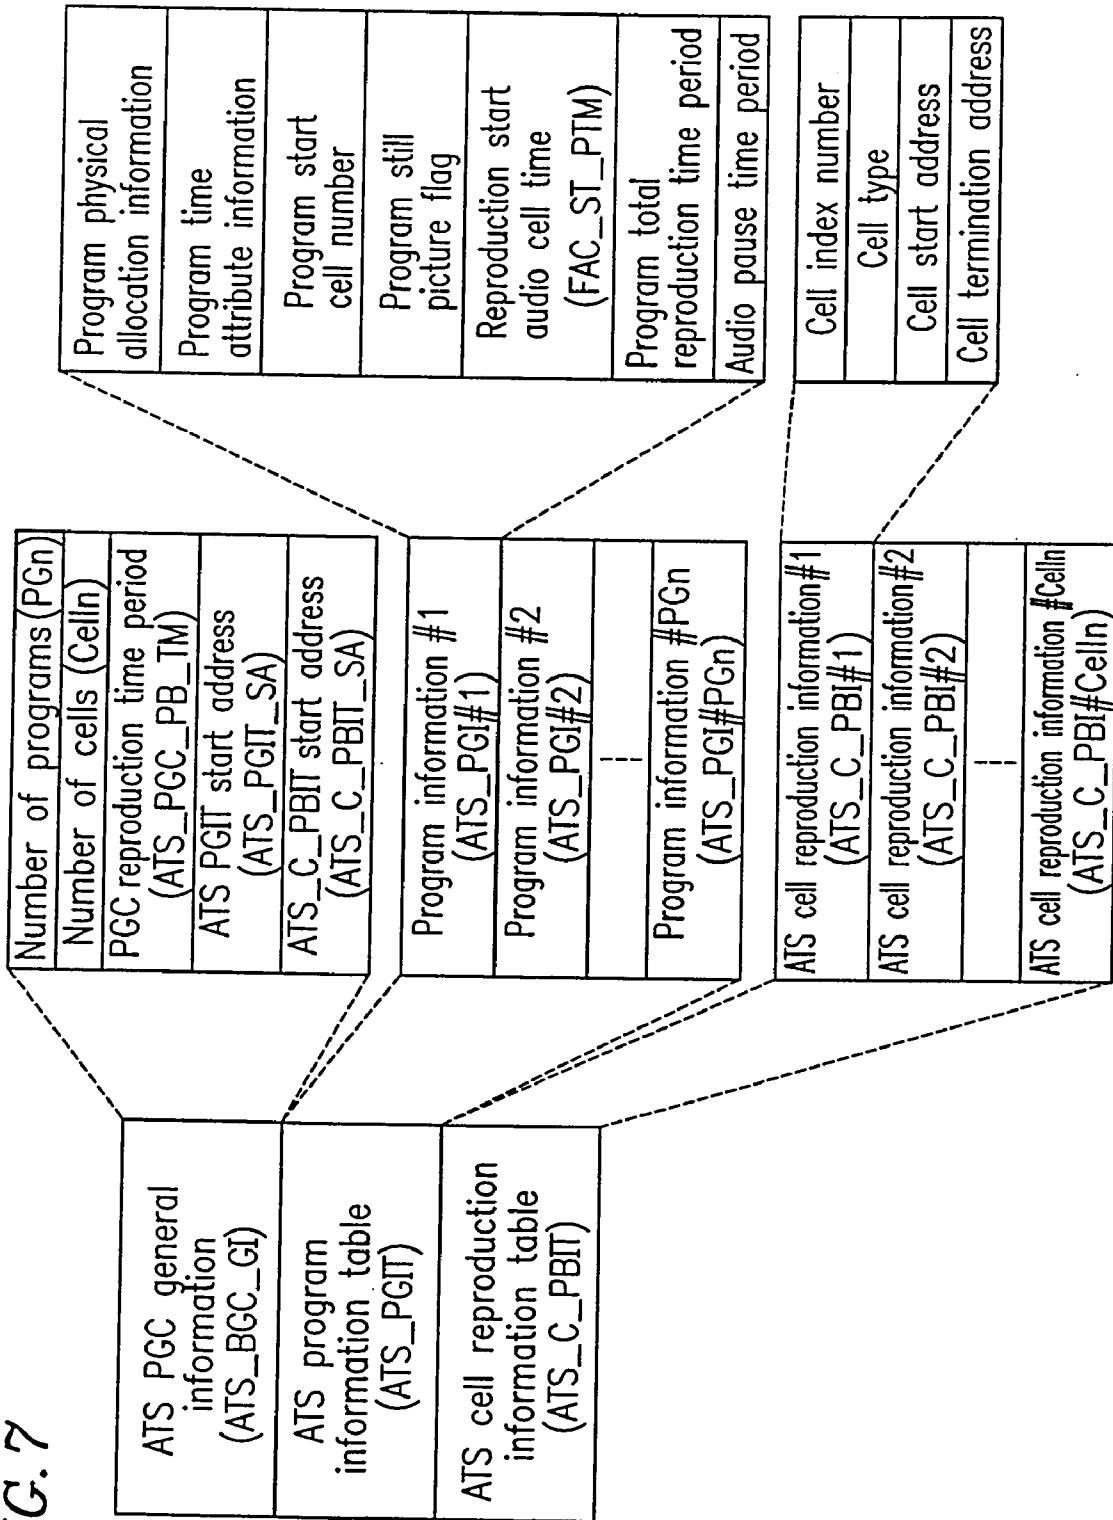 G. 7
ATS PGC general
information
(ATS_BGC_GI)
ATS program
information table
(ATS_PGIT)
ATS cell reproduction
information table
(ATS_C_PBIT)
Number of programs (PGn)
Number of cells (Celln)
PGC reproduction time period
(ATS_PGC_PB_TM)
ATS PGIT start address
(ATS_PGIT_SA)
ATS_C_PBIT start address
(ATS_C_PBIT_SA)
Program information #1
(ATS_PGI#1)
Program information #2
(ATS_PGI#2)
Program information #PGn
(ATS_PGI#PGn)
ATS cell reproduction information#1
(ATS_C_PBI#1)
ATS cell reproduction information#2
(ATS_C_PBI#2)
ATS cell reproduction information #Celln
(ATS_C_PBI#Celln)
Program physical
allocation information
Program time
attribute information
Program start
cell number
Program still
picture flag
Reproduction start
audio cell time
(FAC_ST_PTM)
Program total
reproduction time period
Audio pause time period
Cell index number
Cell type
Cell start address
Cell termination address